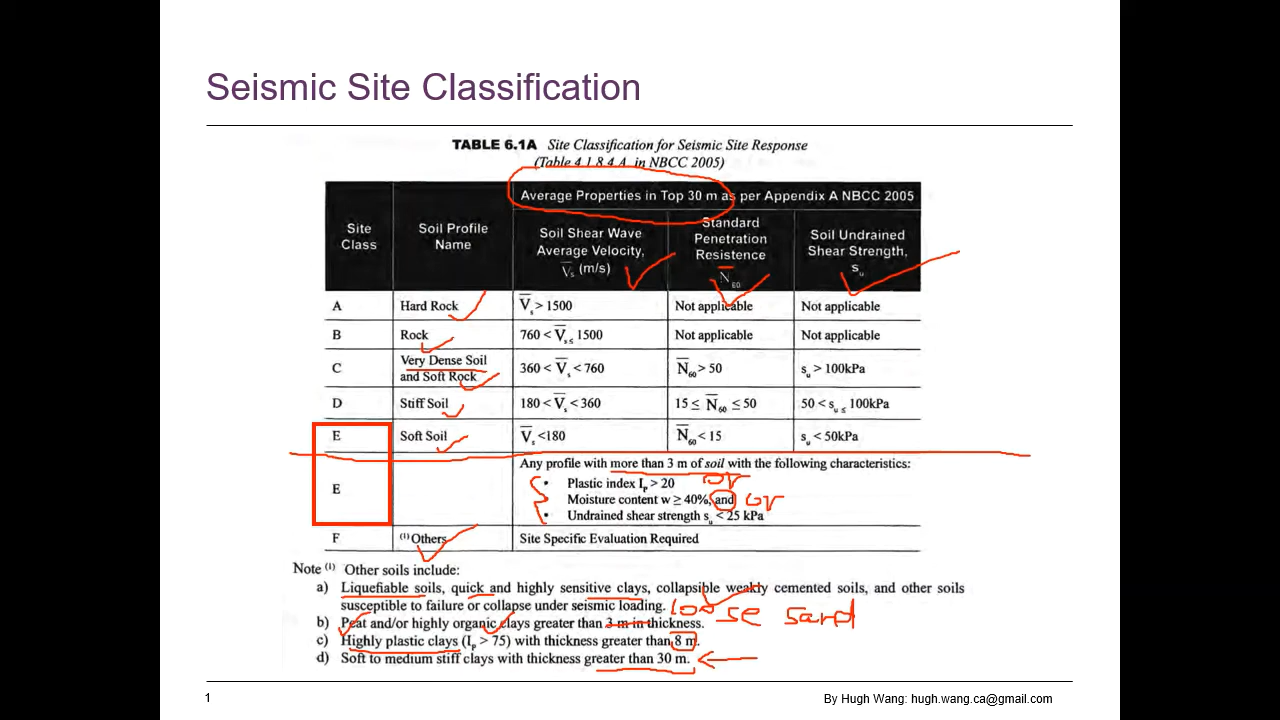 Seismic Site Classification
TABLE 6.1A Site Classification for Seismic Site Response
(Table 4.1.8.4.A. in NBCC 2005)
Average Properties in Top 30 m as per Appendix A NBCC 2005
Site Class
Soil Profile Name
Soil Shear Wave Average Velocity, V̅s (m/s)
Standard Penetration Resistence N̅60
Soil Undrained Shear Strength, su
A Hard Rock V̅s > 1500 Not applicable Not applicable
B Rock 760 < V̅s ≤ 1500 Not applicable Not applicable
C Very Dense Soil and Soft Rock 360 < V̅s < 760 N̅60 > 50 su > 100kPa
D Stiff Soil 180 < V̅s < 360 15 ≤ N̅60 ≤ 50 50 < su ≤ 100kPa
E Soft Soil V̅s <180 N̅60 < 15 su < 50kPa
E Any profile with more than 3 m of soil with the following characteristics:
• Plastic index Ip > 20 or
• Moisture content w ≥ 40%, and or
• Undrained shear strength su < 25 kPa
F (1) Others Site Specific Evaluation Required
Note (1) Other soils include:
a) Liquefiable soils, quick and highly sensitive clays, collapsible weakly cemented soils, and other soils
susceptible to failure or collapse under seismic loading. loose sand
b) Peat and/or highly organic clays greater than 3 m in thickness.
c) Highly plastic clays (Ip > 75) with thickness greater than 8 m.
d) Soft to medium stiff clays with thickness greater than 30 m.
1
By Hugh Wang: hugh.wang.ca@gmail.com